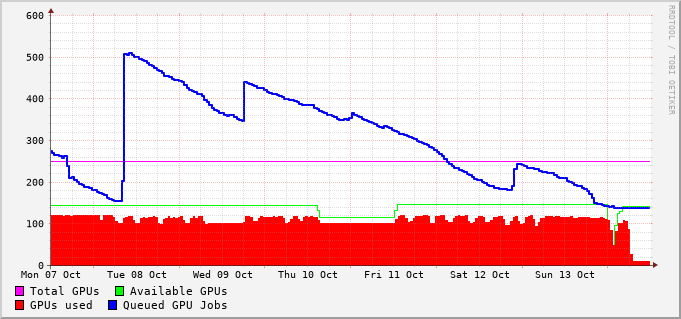 600
500
400
300
200
100
0
Mon 07 Oct Tue 08 Oct Wed 09 Oct Thu 10 Oct Fri 11 Oct Sat 12 Oct Sun 13 Oct
Total GPUs Available GPUs
GPUs used Queued GPU Jobs
RRDTOOL / TOBI OETIKER